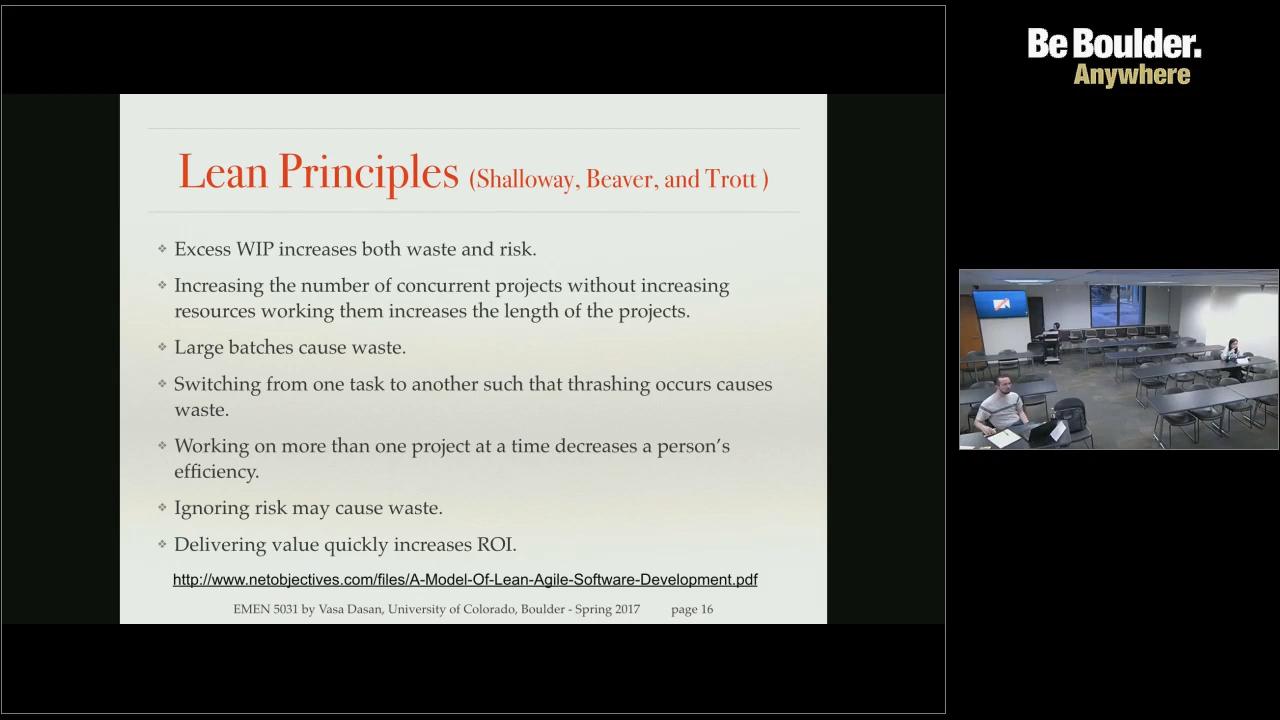 Be Boulder.
Anywhere
Lean Principles (Shalloway, Beaver, and Trott )
❖ Excess WIP increases both waste and risk.
❖ Increasing the number of concurrent projects without increasing
resources working them increases the length of the projects.
❖ Large batches cause waste.
❖ Switching from one task to another such that thrashing occurs causes
waste.
❖ Working on more than one project at a time decreases a person’s
efficiency.
❖ Ignoring risk may cause waste.
❖ Delivering value quickly increases ROI.
http://www.netobjectives.com/files/A-Model-Of-Lean-Agile-Software-Development.pdf
EMEN 5031 by Vasa Dasan, University of Colorado, Boulder - Spring 2017 page 16